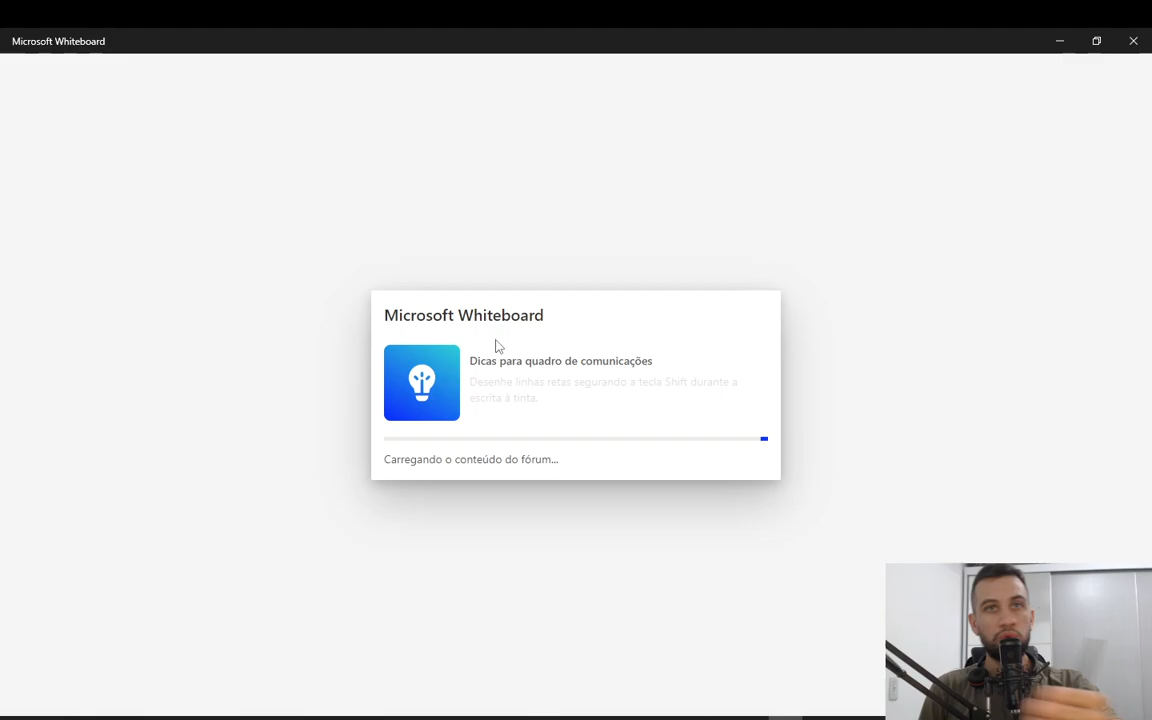 Microsoft Whiteboard
Microsoft Whiteboard
Dicas para quadro de comunicações
Desenhe linhas retas segurando a tecla Shift durante a
escrita à tinta.
Carregando o conteúdo do fórum...